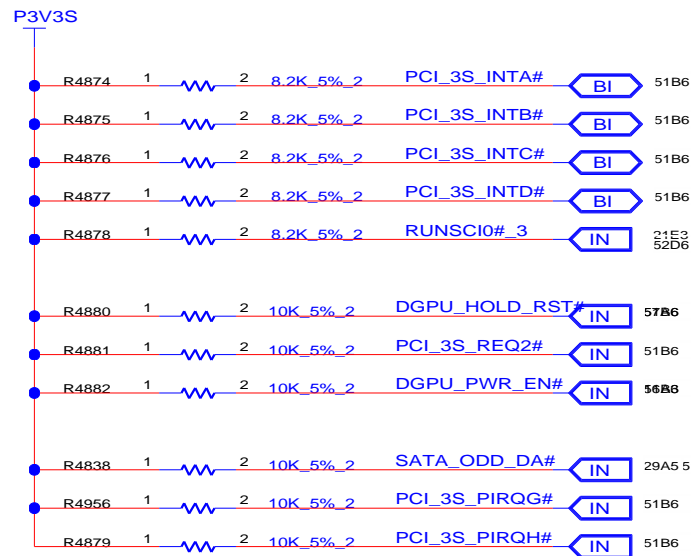 P3V3S
R4874 1 2 8.2K_5%_2 PCI_3S_INTA# BI 51B6
R4875 1 2 8.2K_5%_2 PCI_3S_INTB# BI 51B6
R4876 1 2 8.2K_5%_2 PCI_3S_INTC# BI 51B6
R4877 1 2 8.2K_5%_2 PCI_3S_INTD# BI 51B6
R4878 1 2 8.2K_5%_2 RUNSCI0#_3 IN 21E3
52D6
R4880 1 2 10K_5%_2 DGPU_HOLD_RST# IN
R4881 1 2 10K_5%_2 PCI_3S_REQ2# IN 51B6
R4882 1 2 10K_5%_2 DGPU_PWR_EN# IN
R4838 1 2 10K_5%_2 SATA_ODD_DA# IN 29A5 5
R4956 1 2 10K_5%_2 PCI_3S_PIRQG# IN 51B6
R4879 1 2 10K_5%_2 PCI_3S_PIRQH# IN 51B6